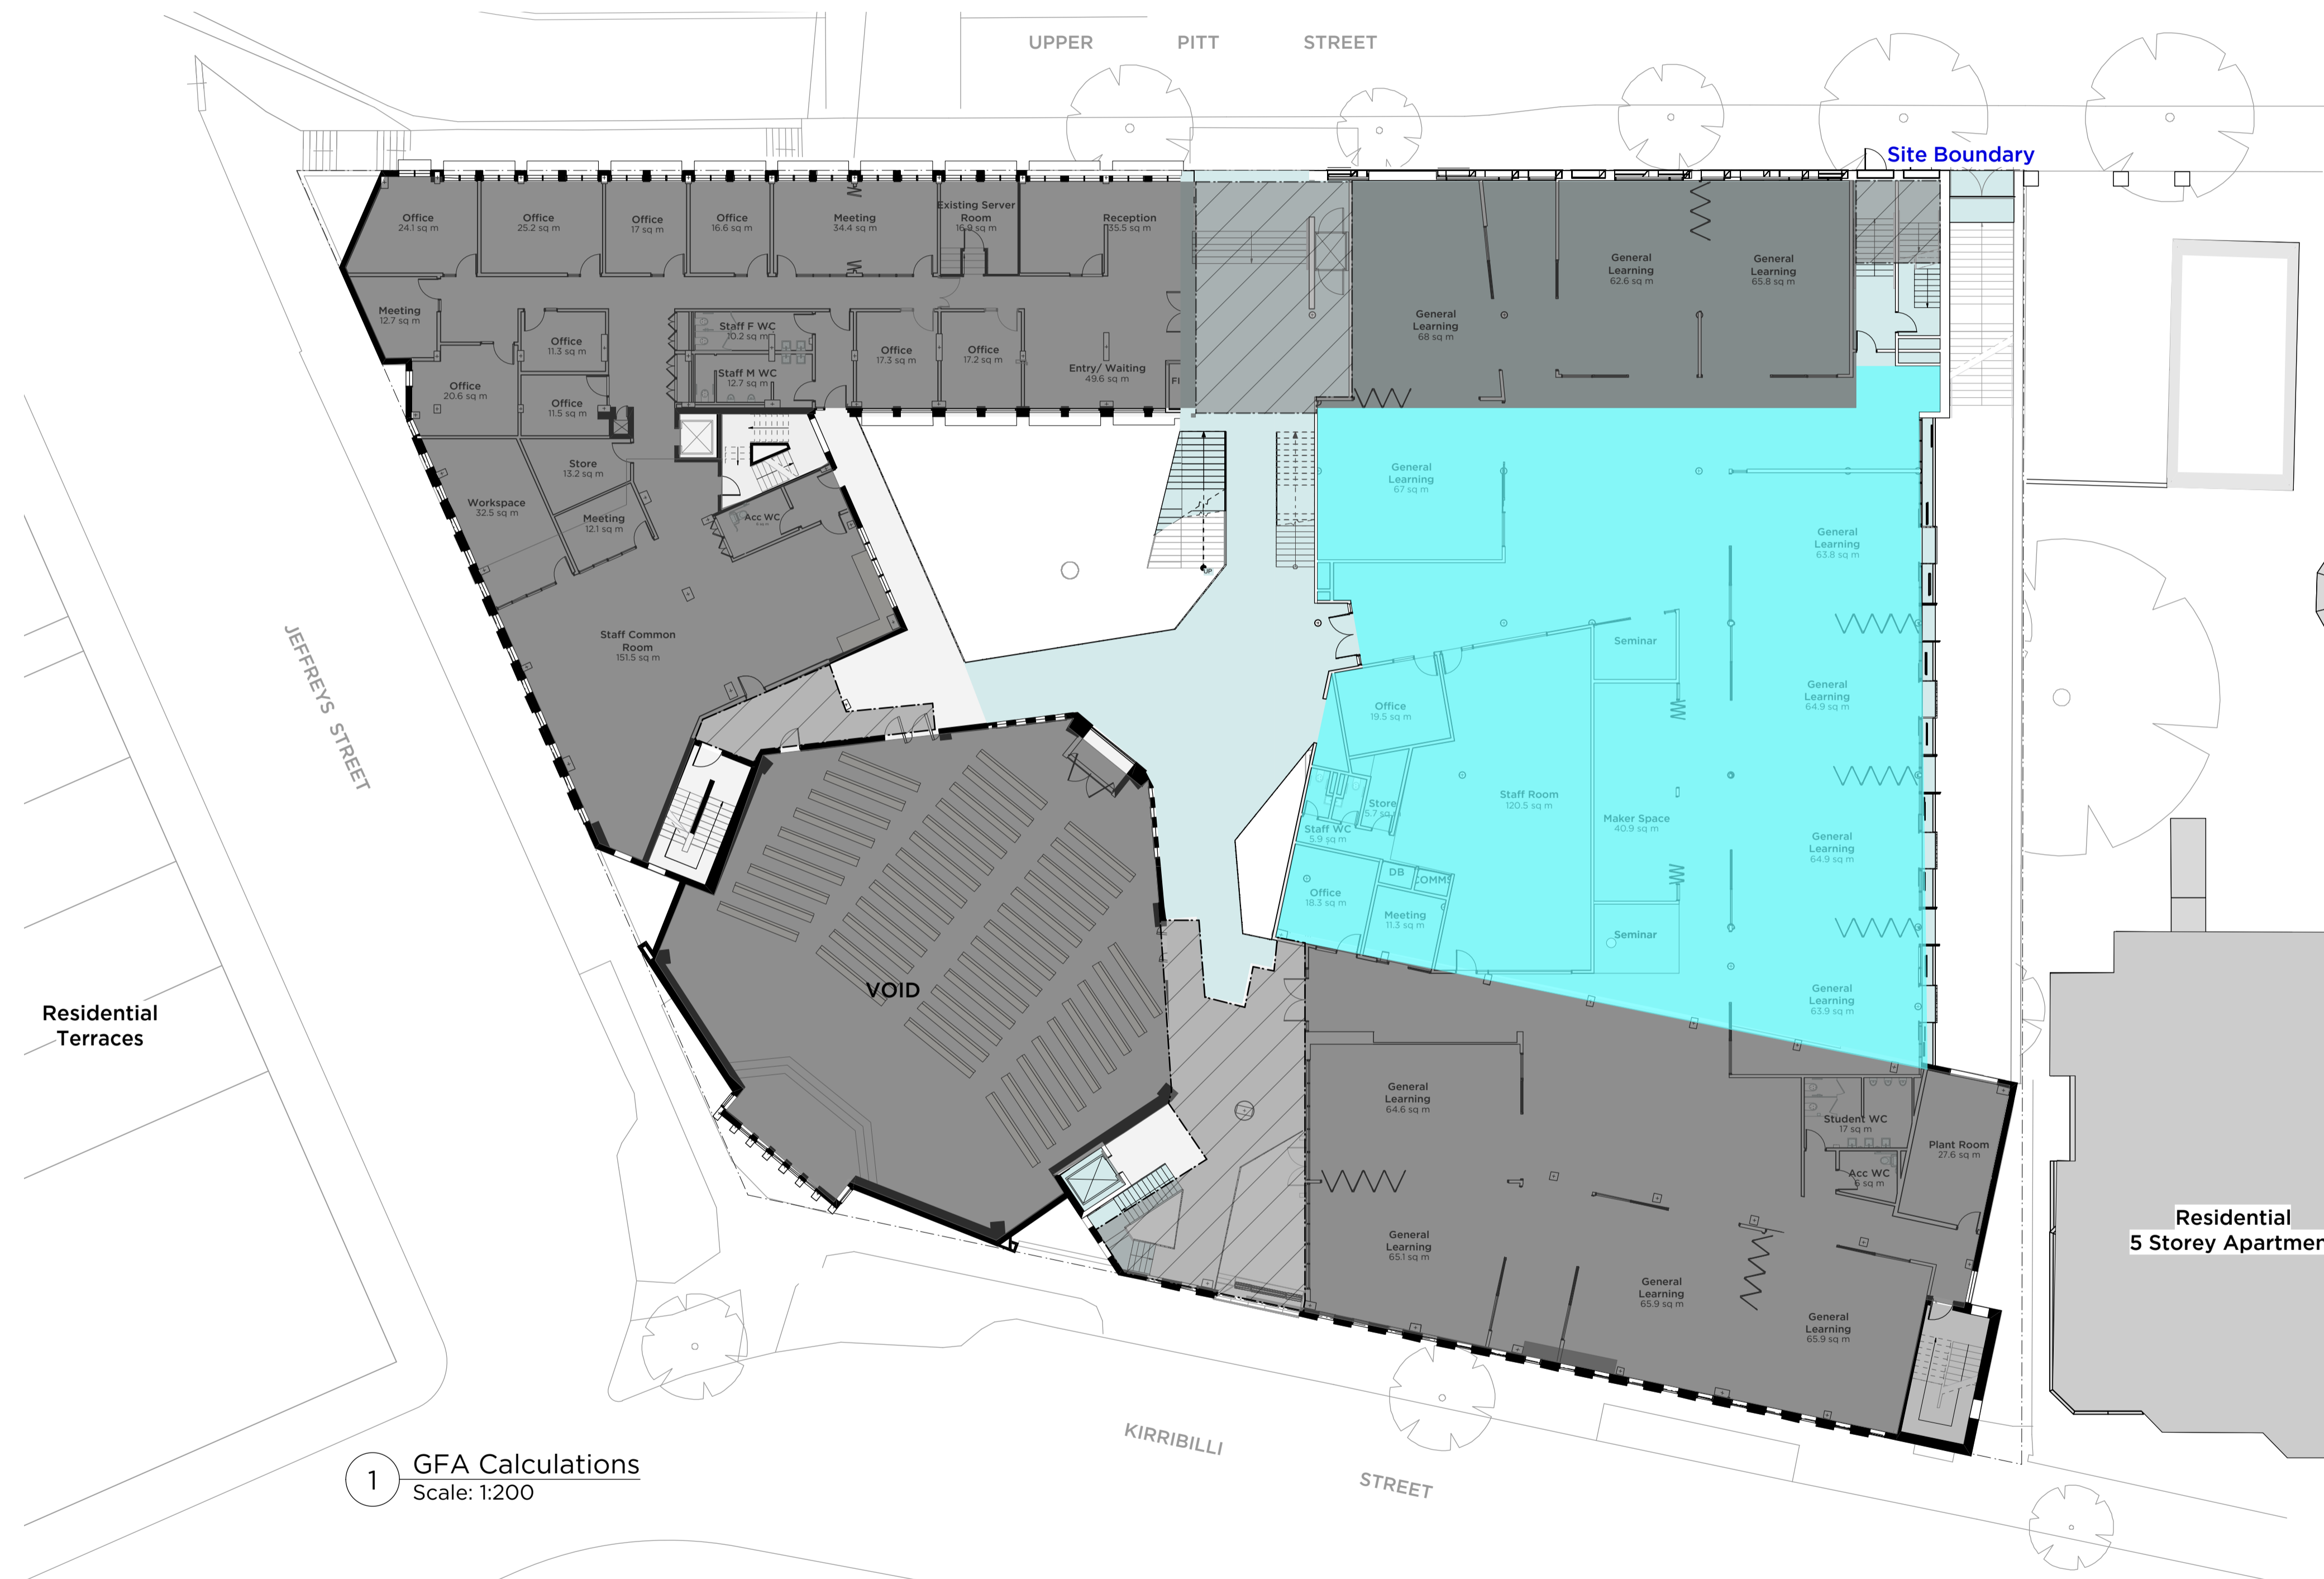 UPPER PITT STREET
Site Boundary
Office
24.1 sq m
Office
25.2 sq m
Office
17 sq m
Office
16.6 sq m
Meeting
34.4 sq m
Existing Server
Room
16.9 sq m
Reception
35.5 sq m
General
Learning
68 sq m
General
Learning
62.6 sq m
General
Learning
65.8 sq m
Meeting
12.7 sq m
Office
11.3 sq m
Staff F WC
10.2 sq m
Office
17.3 sq m
Office
17.2 sq m
Entry/ Waiting
49.6 sq m
Office
20.6 sq m
Office
11.5 sq m
Staff M WC
12.7 sq m
Store
13.2 sq m
Workspace
32.5 sq m
Meeting
12.1 sq m
Acc WC
General
Learning
67 sq m
General
Learning
63.8 sq m
UP
Staff Common
Room
151.5 sq m
JEFFREYS STREET
Seminar
Office
19.5 sq m
General
Learning
64.9 sq m
Store
5.7 sq
Staff Room
120.5 sq m
Maker Space
40.9 sq m
Staff WC
5.9 sq m
General
Learning
64.9 sq m
DB
COMMS
Office
18.3 sq m
Meeting
11.3 sq m
Seminar
VOID
General
Learning
63.9 sq m
Residential
Terraces
General
Learning
64.6 sq m
Student WC
17 sq m
Plant Room
27.6 sq m
Acc WC
6 sq m
General
Learning
65.1 sq m
General
Learning
65.9 sq m
General
Learning
65.9 sq m
Residential
5 Storey Apartmen
KIRRIBILLI
STREET
1
GFA Calculations
Scale: 1:200